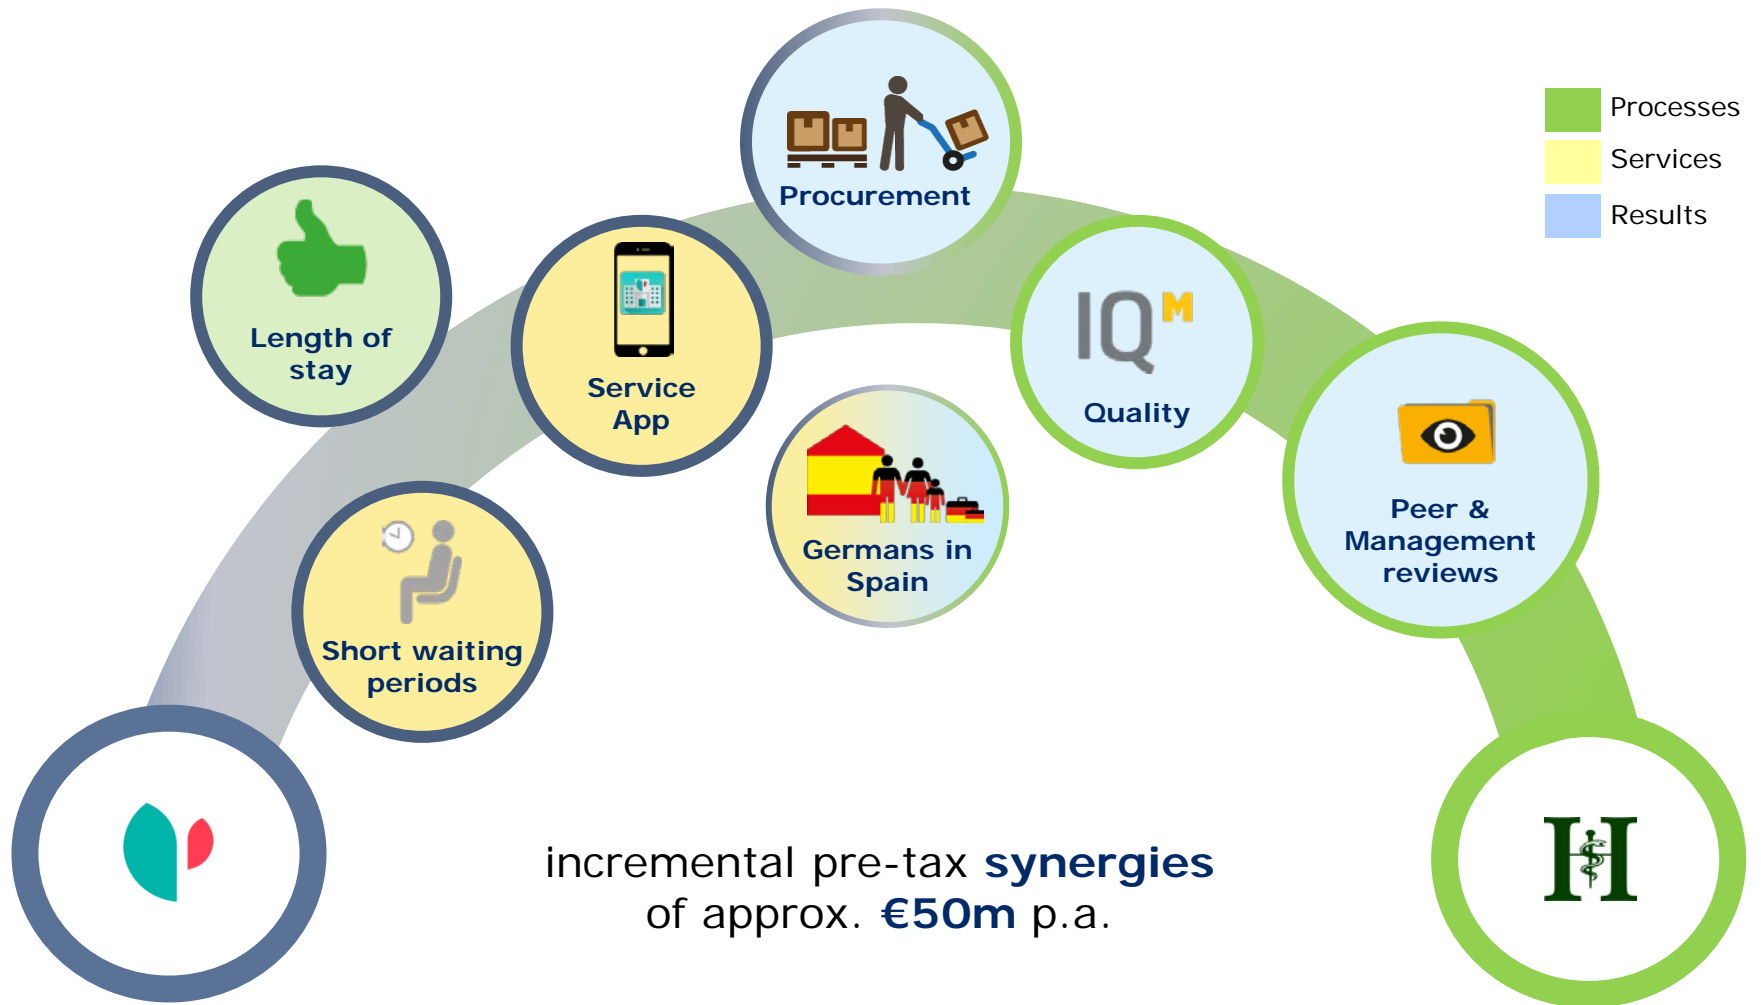 Procurement
Processes
Services
Results
Length of
stay
Service
App
IQM
Quality
Germans in
Spain
Peer &
Management
reviews
Short waiting
periods
incremental pre-tax synergies
of approx. €50m p.a.
H